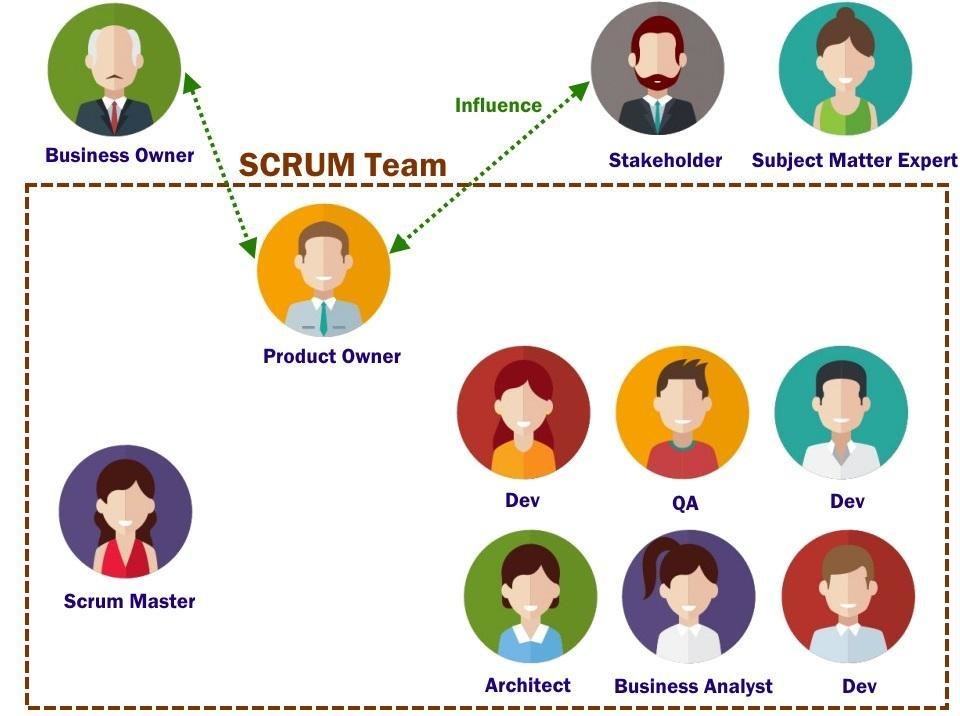 Influence
Business Owner
SCRUM Team
Stakeholder
Subject Matter Expert
Product Owner
Dev
QA
Dev
Scrum Master
Architect
Business Analyst
Dev